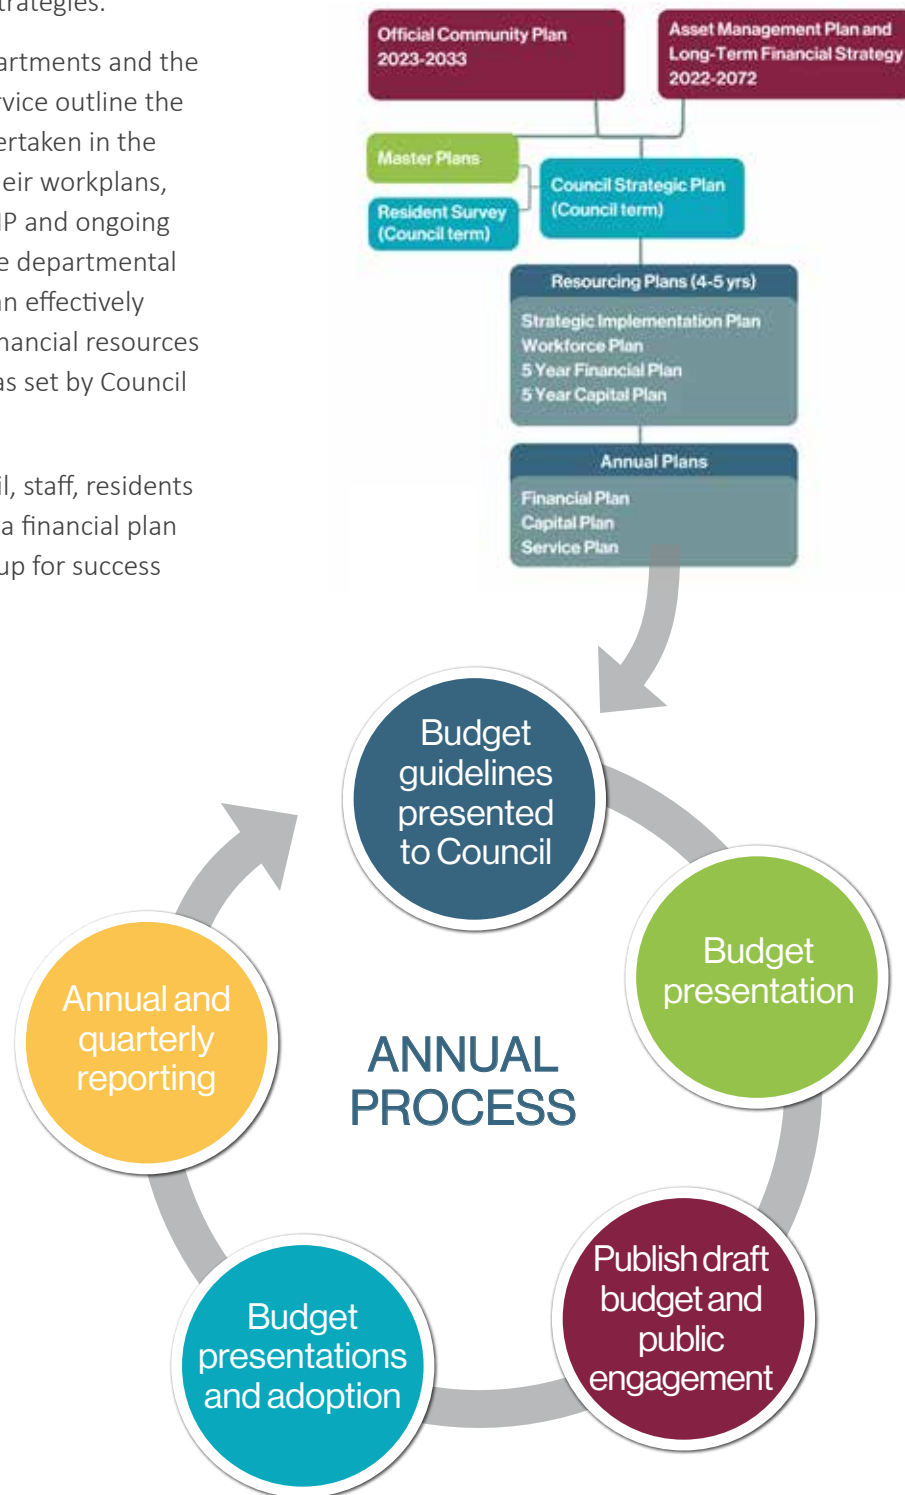 trategies.
artments and the
rvice outline the
ertaken in the
heir workplans,
IP and ongoing
e departmental
an effectively
inancial resources
as set by Council
il, staff, residents
a financial plan
up for success
Official Community Plan
2023-2033
Asset Management Plan and
Long-Term Financial Strategy
2022-2072
Master Plans
Resident Survey
(Council term)
Council Strategic Plan
(Council term)
Resourcing Plans (4-5 yrs)
Strategic Implementation Plan
Workforce Plan
5 Year Financial Plan
5 Year Capital Plan
Annual Plans
Financial Plan
Capital Plan
Service Plan
Budget
guidelines
presented
to Council
Budget
presentation
Publish draft
budget and
public
engagement
Budget
presentations
and adoption
Annual and
quarterly
reporting
ANNUAL
PROCESS